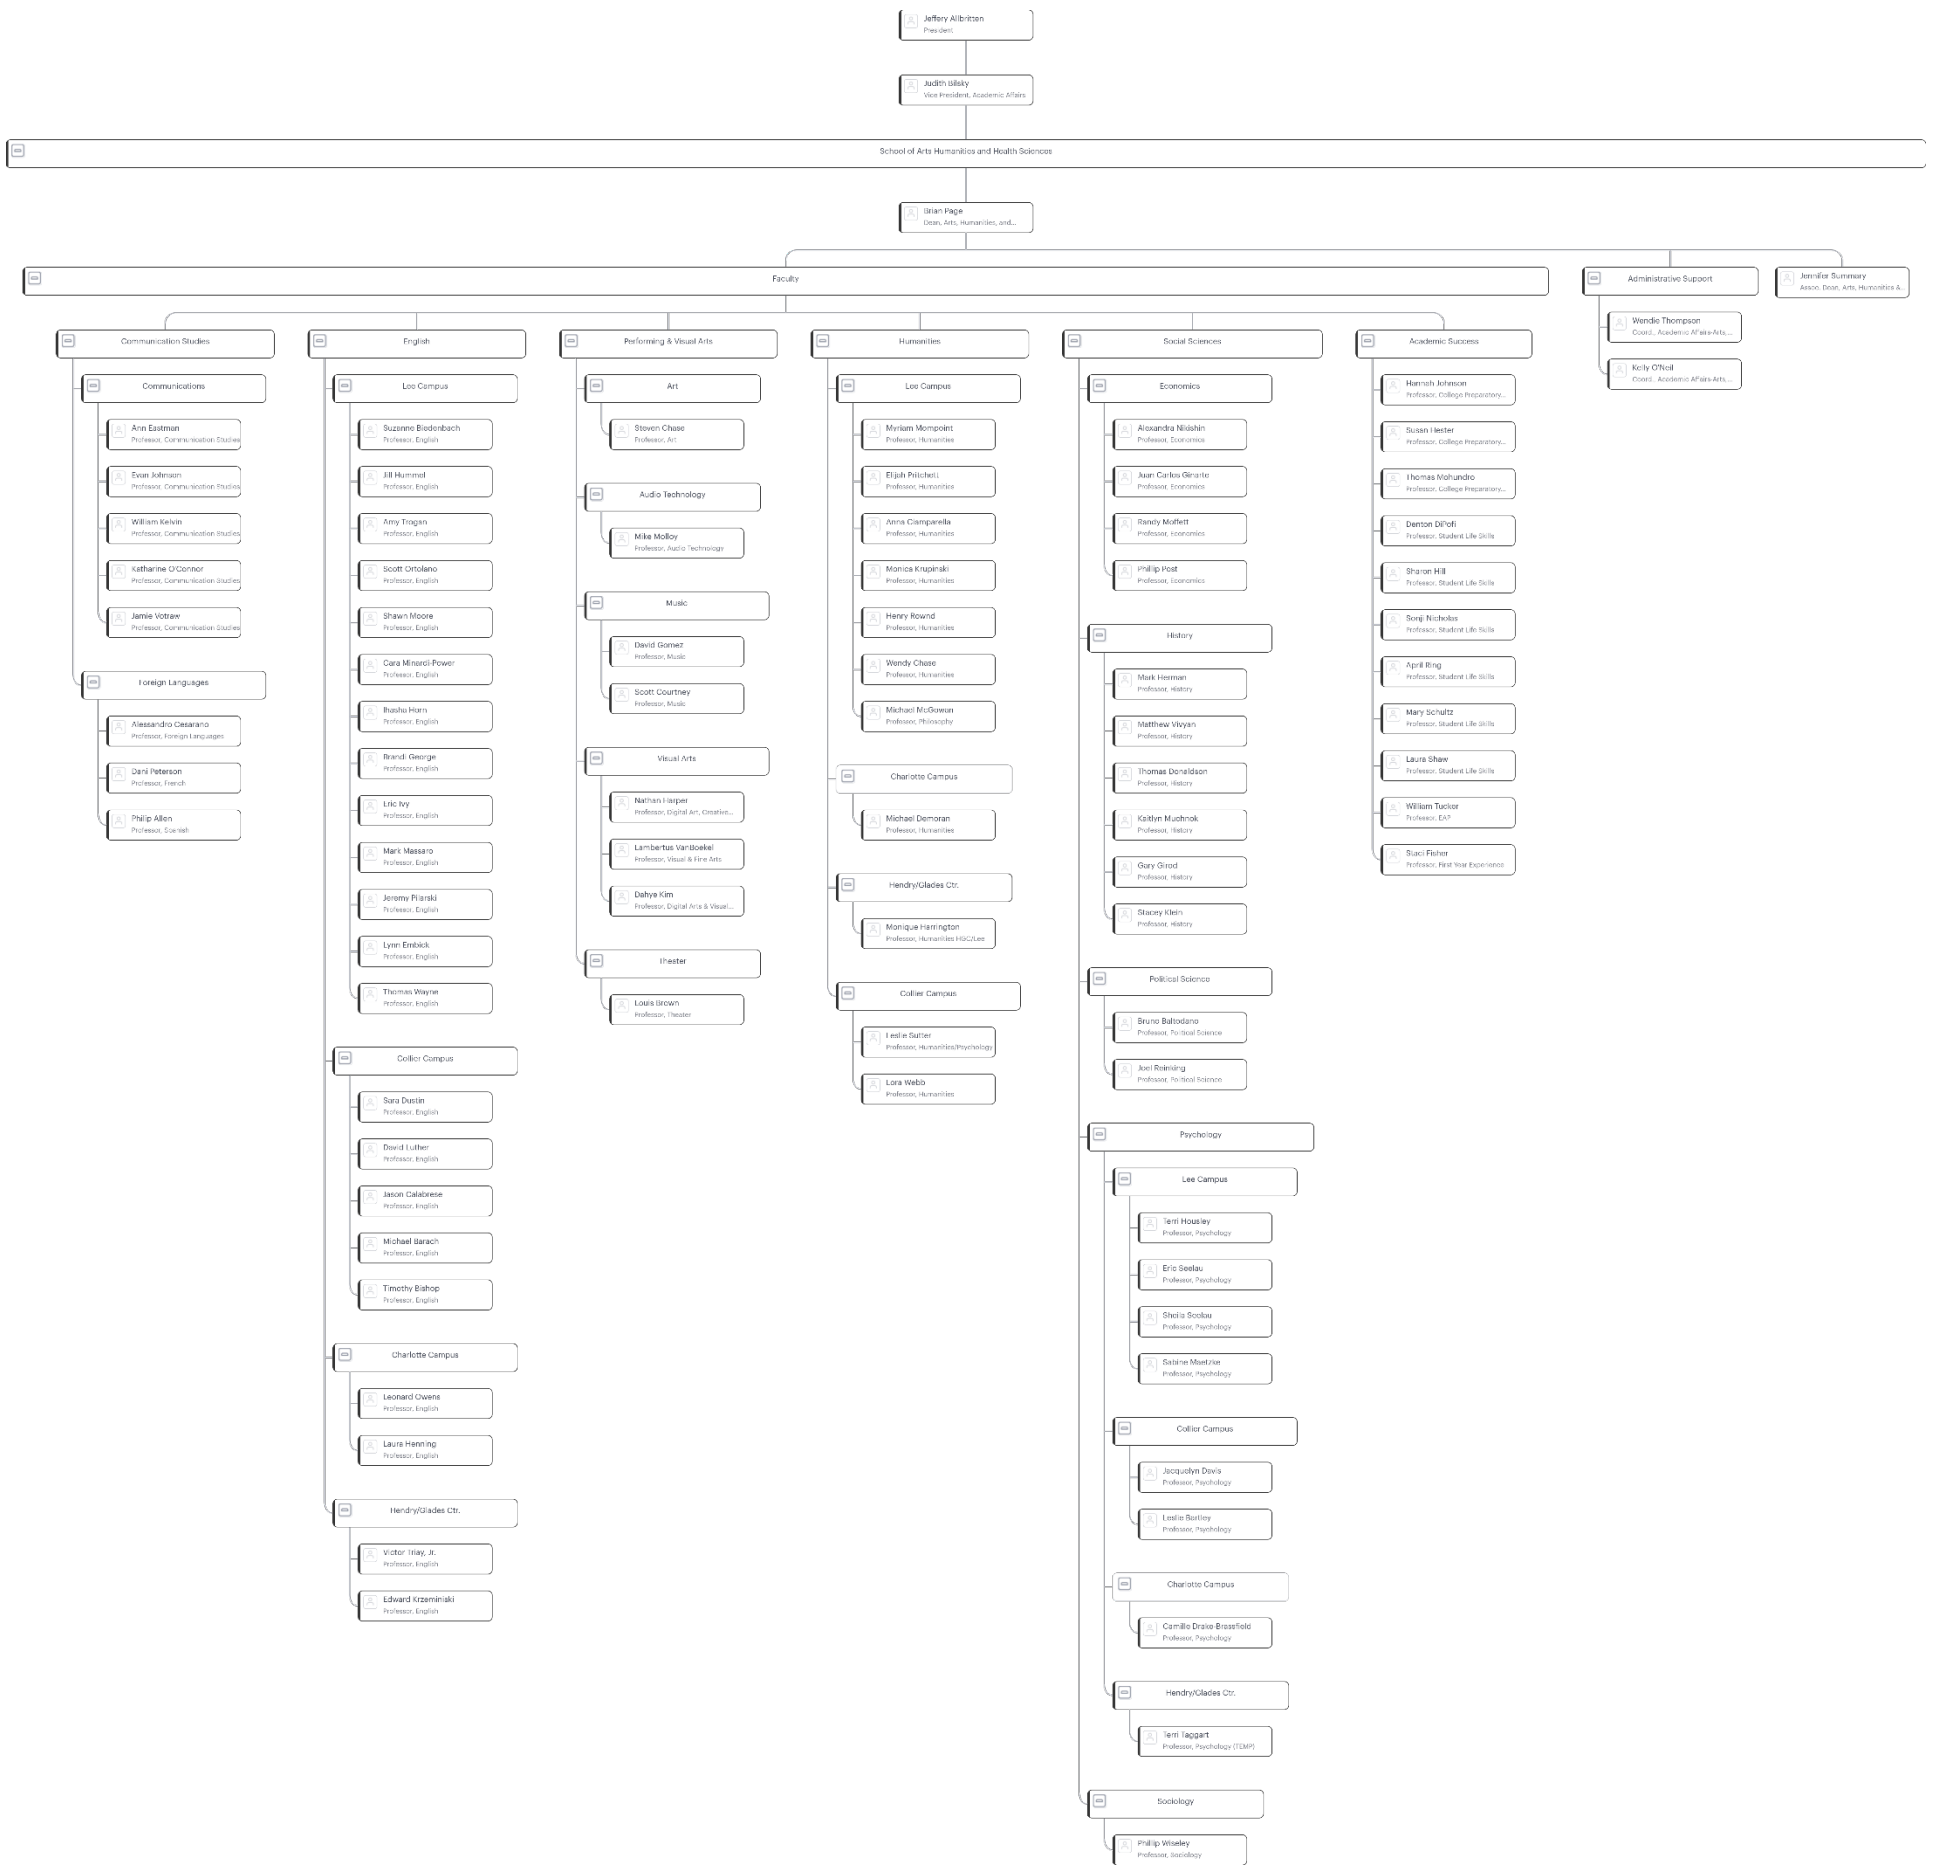 Jeffery Allbritten
President
Judith Bilsky
Vice President, Academic Affairs
School of Arts Humanities and Health Sciences
Brian Page
Dean, Arts, Humanities, and...
Faculty
Administrative Support
Wendie Thompson
Coord., Academic Affairs-Arts,...
Kelly O'Neil
Coord., Academic Affairs-Arts,...
Jennifer Summary
Assoc. Dean, Arts, Humanities &...
Communication Studies
Communications
Ann Eastman
Professor, Communication Studies
Evan Johnson
Professor, Communication Studies
William Kelvin
Professor, Communication Studies
Katharine O'Connor
Professor, Communication Studies
Jamie Votraw
Professor, Communication Studies
Foreign Languages
Alessandro Cesarano
Professor, Foreign Languages
Dani Peterson
Professor, French
Philip Allen
Professor, Spanish
English
Lee Campus
Suzanne Biedenbach
Professor, English
Jill Hummel
Professor, English
Amy Trogan
Professor, English
Scott Ortolano
Professor, English
Shawn Moore
Professor, English
Cara Minardi-Power
Professor, English
Ihasha Horn
Professor, English
Brandi George
Professor, English
Eric Ivy
Professor, English
Mark Massaro
Professor, English
Jeremy Pilarski
Professor, English
Lynn Embick
Professor, English
Thomas Wayne
Professor, English
Collier Campus
Sara Dustin
Professor, English
David Luther
Professor, English
Jason Calabrese
Professor, English
Michael Barach
Professor, English
Timothy Bishop
Professor, English
Charlotte Campus
Leonard Owens
Professor, English
Laura Henning
Professor, English
Hendry/Glades Ctr.
Victor Triay, Jr.
Professor, English
Edward Krzeminiski
Professor, English
Performing & Visual Arts
Art
Steven Chase
Professor, Art
Audio Technology
Mike Molloy
Professor, Audio Technology
Music
David Gomez
Professor, Music
Scott Courtney
Professor, Music
Visual Arts
Nathan Harper
Professor, Digital Art, Creative...
Lambertus VanBoekel
Professor, Visual & Fine Arts
Dahye Kim
Professor, Digital Arts & Visual...
Theater
Louis Brown
Professor, Theater
Humanities
Lee Campus
Myriam Mompoint
Professor, Humanities
Elijah Pritchett
Professor, Humanities
Anna Ciamparella
Professor, Humanities
Monica Krupinski
Professor, Humanities
Henry Rownd
Professor, Humanities
Wendy Chase
Professor, Humanities
Michael McGowan
Professor, Philosophy
Charlotte Campus
Michael Demoran
Professor, Humanities
Hendry/Glades Ctr.
Monique Harrington
Professor, Humanities HGC/Lee
Collier Campus
Leslie Sutter
Professor, Humanities/Psychology
Lora Webb
Professor, Humanities
Social Sciences
Economics
Alexandra Nikishin
Professor, Economics
Juan Carlos Ginarte
Professor, Economics
Randy Moffett
Professor, Economics
Phillip Post
Professor, Economics
History
Mark Herman
Professor, History
Matthew Vivyan
Professor, History
Thomas Donaldson
Professor, History
Kaitlyn Muchnok
Professor, History
Gary Girod
Professor, History
Stacey Klein
Professor, History
Political Science
Bruno Baltodano
Professor, Political Science
Joel Reinking
Professor, Political Science
Psychology
Lee Campus
Terri Housley
Professor, Psychology
Eric Seelau
Professor, Psychology
Sheila Seelau
Professor, Psychology
Sabine Maetzke
Professor, Psychology
Collier Campus
Jacquelyn Davis
Professor, Psychology
Leslie Bartley
Professor, Psychology
Charlotte Campus
Camille Drake-Brassfield
Professor, Psychology
Hendry/Glades Ctr.
Terri Taggart
Professor, Psychology (TEMP)
Sociology
Phillip Wiseley
Professor, Sociology
Academic Success
Hannah Johnson
Professor, College Preparatory...
Susan Hester
Professor, College Preparatory...
Thomas Mohundro
Professor, College Preparatory...
Denton DiPofi
Professor, Student Life Skills
Sharon Hill
Professor, Student Life Skills
Sonji Nicholas
Professor, Student Life Skills
April Ring
Professor, Student Life Skills
Mary Schultz
Professor, Student Life Skills
Laura Shaw
Professor, Student Life Skills
William Tucker
Professor, EAP
Staci Fisher
Professor, First Year Experience